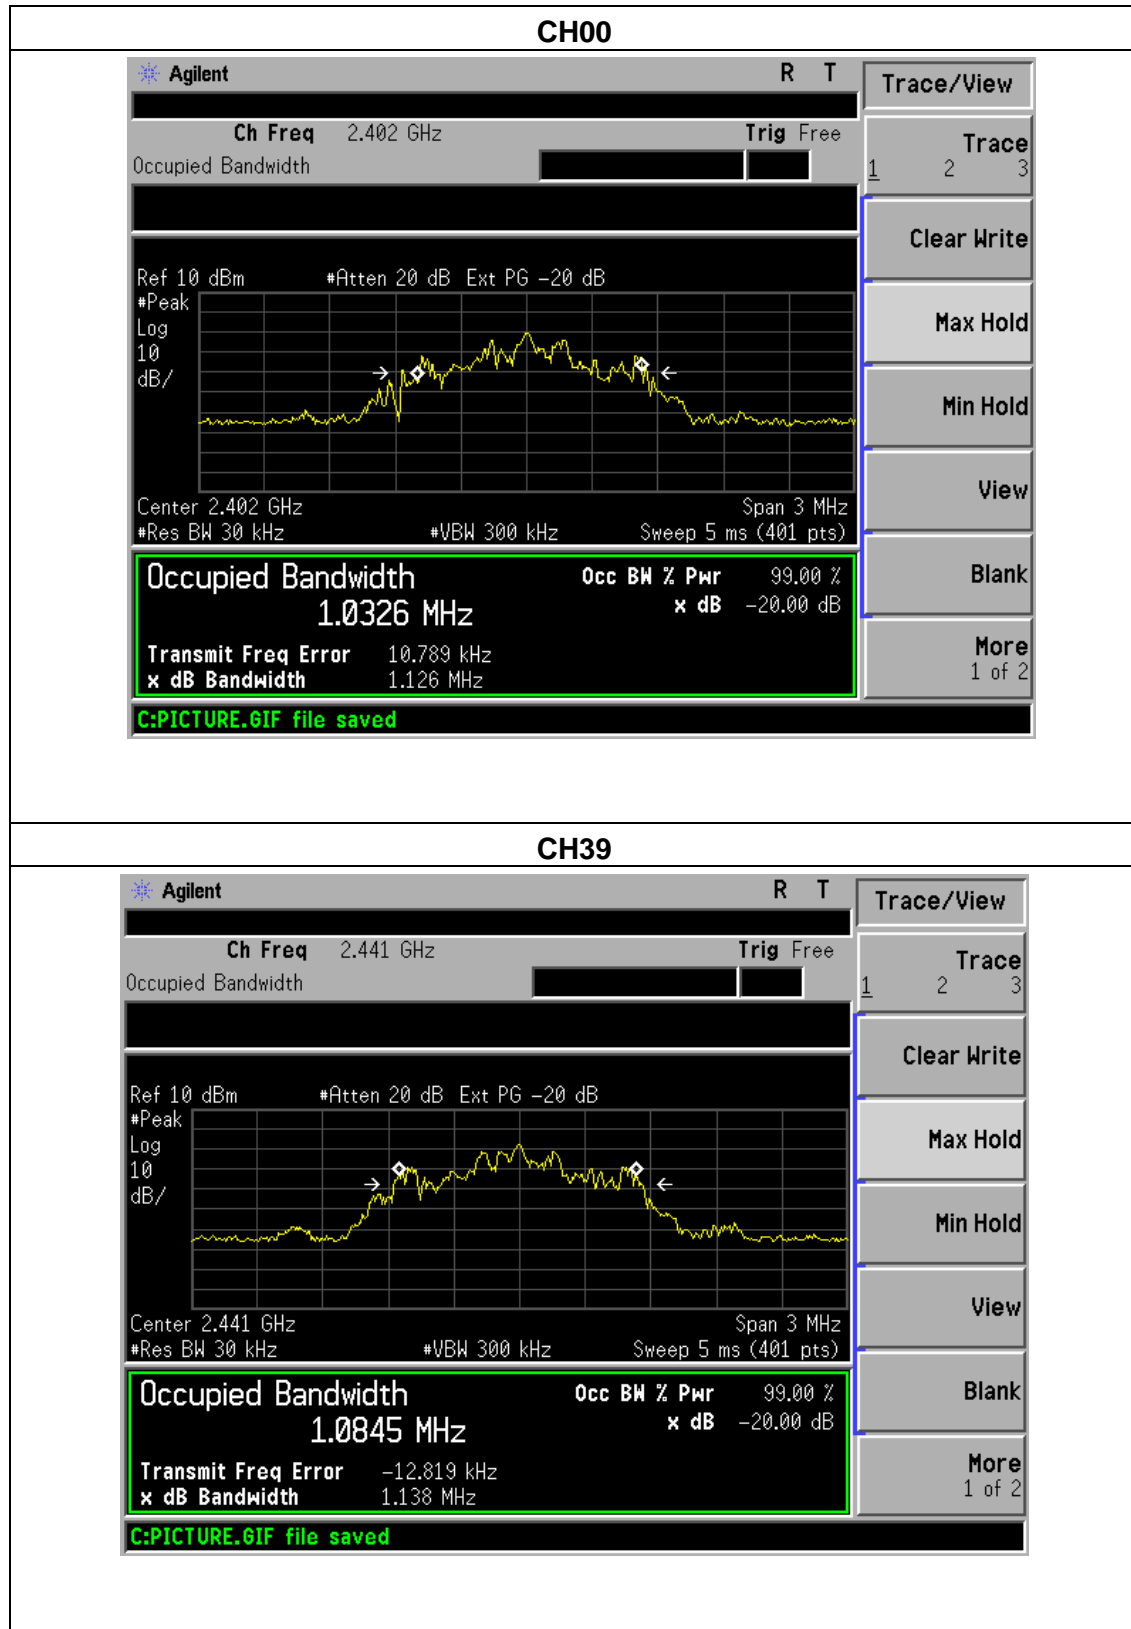 CH00
Agilent R T
Trace/View
Ch Freq 2.402 GHz Trig Free
Occupied Bandwidth
Trace
1 2 3
Clear Write
Max Hold
Min Hold
View
Blank
More
1 of 2
Ref 10 dBm #Atten 20 dB Ext PG -20 dB
#Peak
Log
10
dB/
Center 2.402 GHz Span 3 MHz
#Res BW 30 kHz #VBW 300 kHz Sweep 5 ms (401 pts)
Occupied Bandwidth Occ BW % Pwr 99.00 %
1.0326 MHz x dB -20.00 dB
Transmit Freq Error 10.789 kHz
x dB Bandwidth 1.126 MHz
C:PICTURE.GIF file saved
CH39
Agilent R T
Trace/View
Ch Freq 2.441 GHz Trig Free
Occupied Bandwidth
Trace
1 2 3
Clear Write
Max Hold
Min Hold
View
Blank
More
1 of 2
Ref 10 dBm #Atten 20 dB Ext PG -20 dB
#Peak
Log
10
dB/
Center 2.441 GHz Span 3 MHz
#Res BW 30 kHz #VBW 300 kHz Sweep 5 ms (401 pts)
Occupied Bandwidth Occ BW % Pwr 99.00 %
1.0845 MHz x dB -20.00 dB
Transmit Freq Error -12.819 kHz
x dB Bandwidth 1.138 MHz
C:PICTURE.GIF file saved